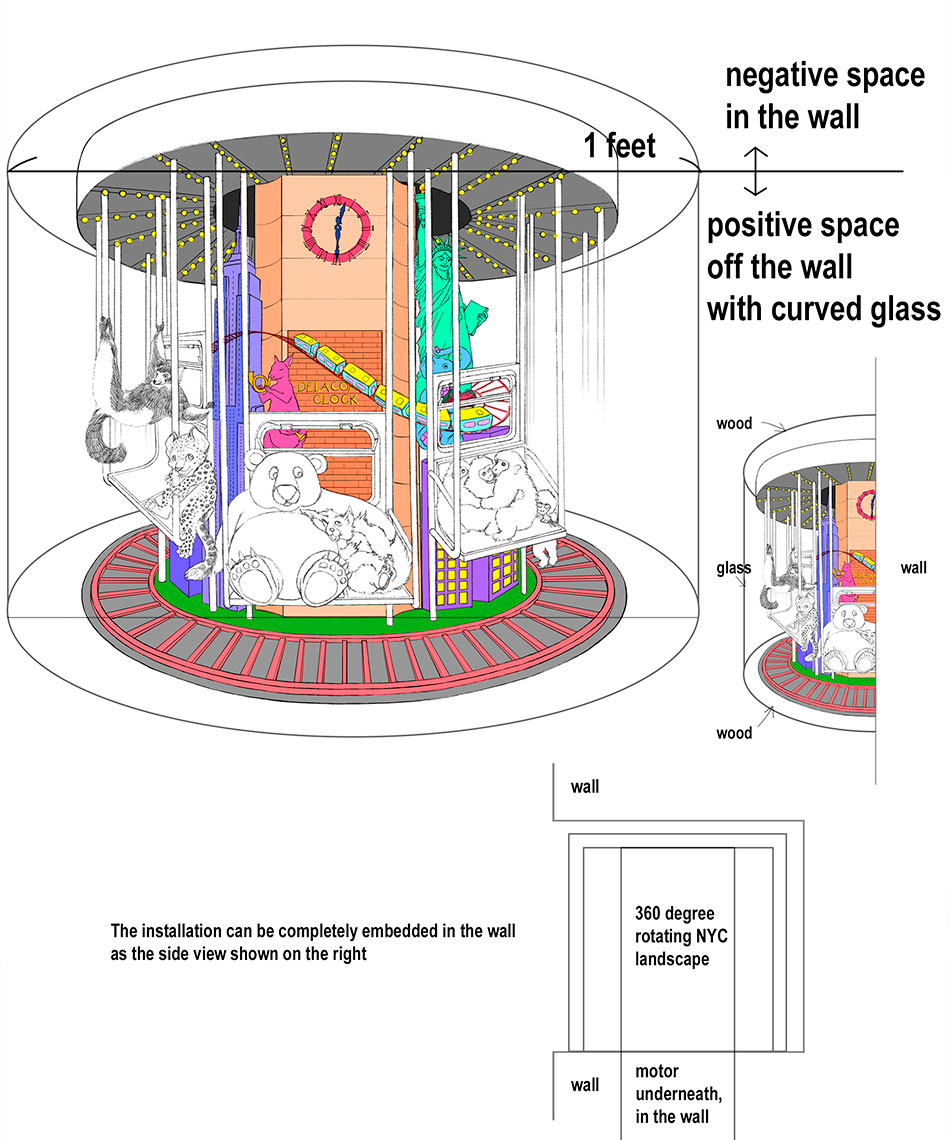 negative space
in the wall
1 feet
positive space
off the wall
with curved glass
DELACO
CLOCK
wood
glass
wall
wood
wall
The installation can be completely embedded in the wall
as the side view shown on the right
360 degree
rotating NYC
landscape
wall
motor
underneath,
in the wall